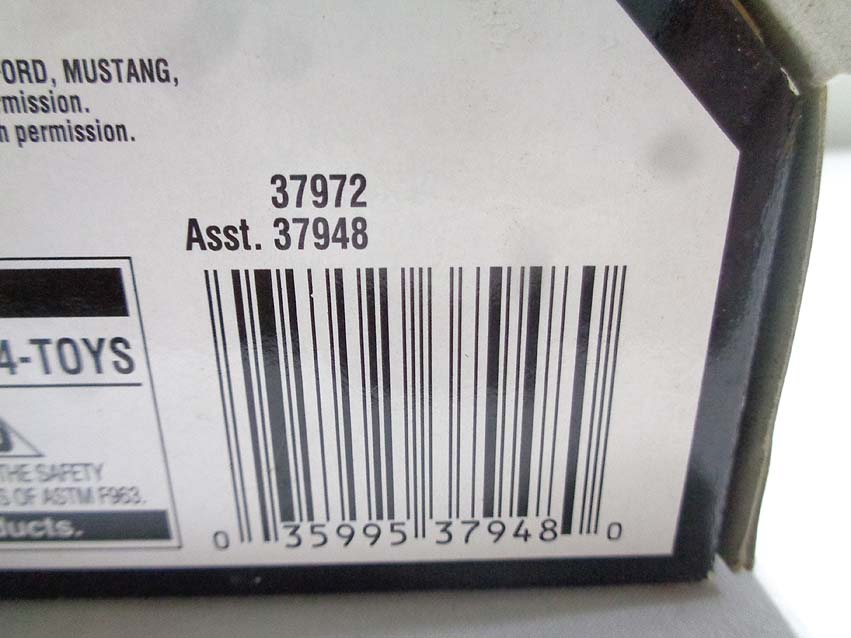 ORD, MUSTANG,
mission.
permission.
37972
Asst. 37948
4-TOYS
THE SAFETY
S OF ASTM F963.
ducts.
0 35995 37948 0